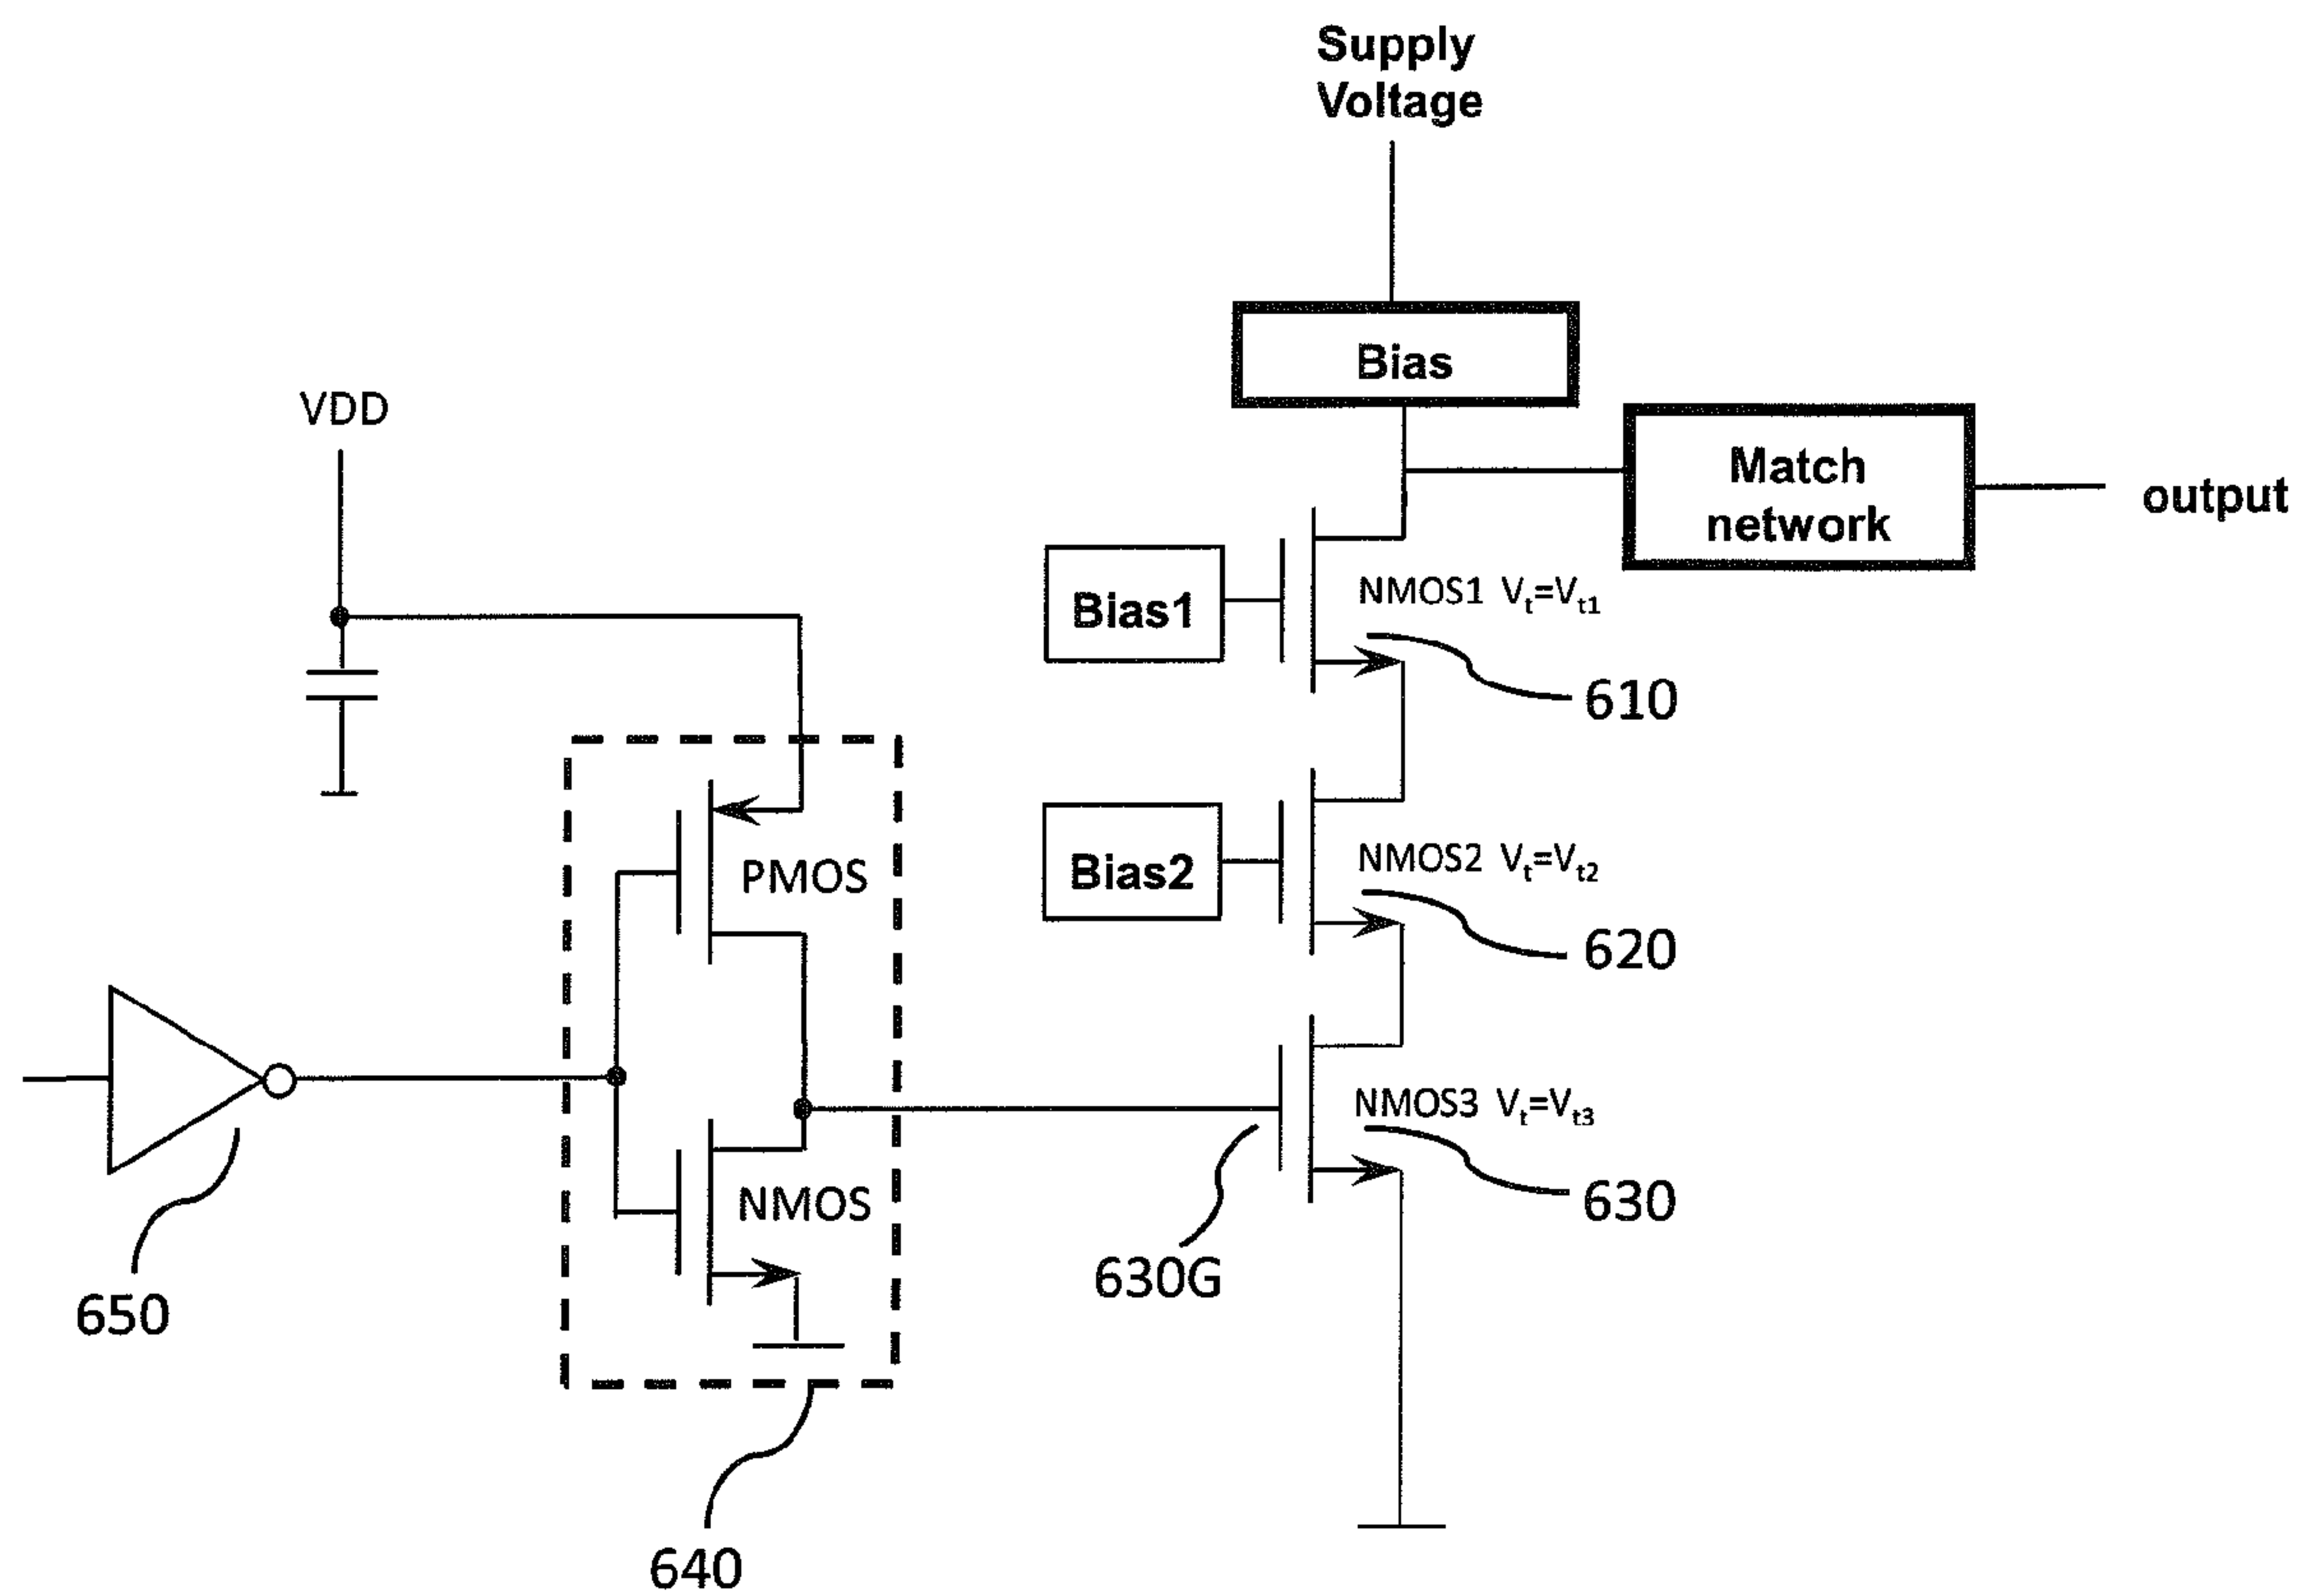 Supply
Voltage
Bias
VDD
Match
network
output
Bias1
NMOS1 Vt=Vt1
610
PMOS
Bias2
NMOS2 Vt=Vt2
620
NMOS3 Vt=Vt3
NMOS
630
630G
650
640